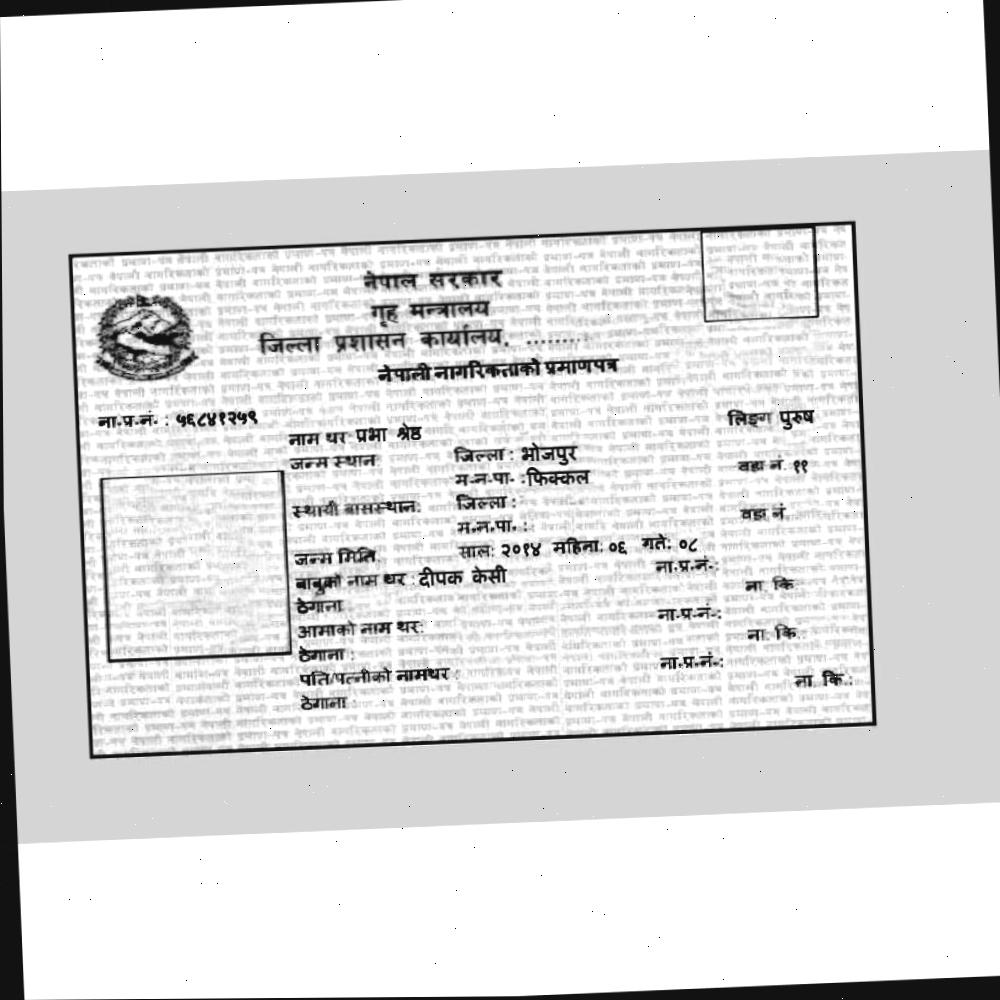 नेपाल सरकार
गृह मन्त्रालय
जिल्ला प्रशासन कार्यालय, ........
नेपाली नागरिकताको प्रमाणपत्र
ना.प्र.नं. : ५६८४१२५९
लिङ्ग पुरुष
नाम थर प्रभा श्रेष्ठ
जन्म स्थान जिल्ला : भोजपुर
म.न.पा. : फिक्कल वडा नं. ११
स्थायी बासस्थान: जिल्ला :
म.न.पा. : वडा नं.
जन्म मिति साल: २०१४ महिना: ०६ गते: ०८
बाबुको नाम थर : दीपक केसी ना.प्र.नं.:
ठेगाना ना. कि.
आमाको नाम थर: ना.प्र.नं.:
ठेगाना : ना. कि.
पति/पत्नीको नामथर : ना.प्र.नं.:
ठेगाना : ना. कि.: